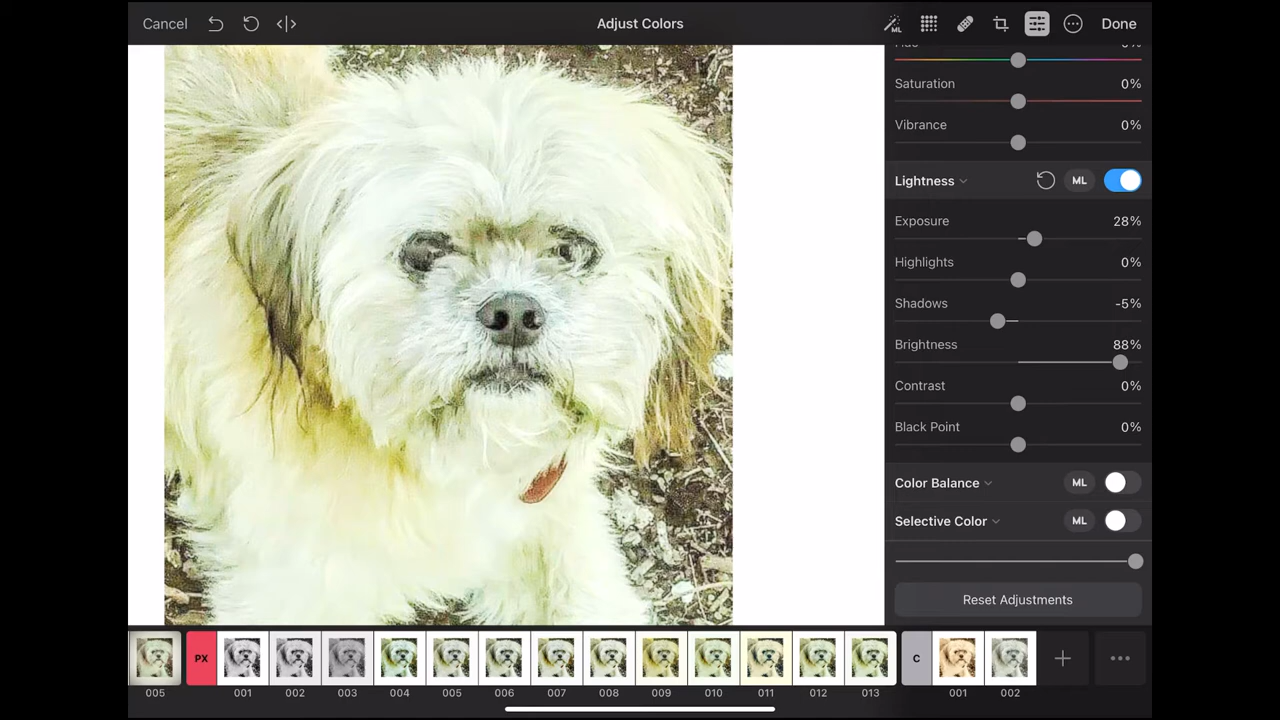 Cancel
Adjust Colors
ML
Done
Saturation 0%
Vibrance 0%
Lightness ML
Exposure 28%
Highlights 0%
Shadows -5%
Brightness 88%
Contrast 0%
Black Point 0%
Color Balance ML
Selective Color ML
Reset Adjustments
PX C
005 001 002 003 004 005 006 007 008 009 010 011 012 013 001 002